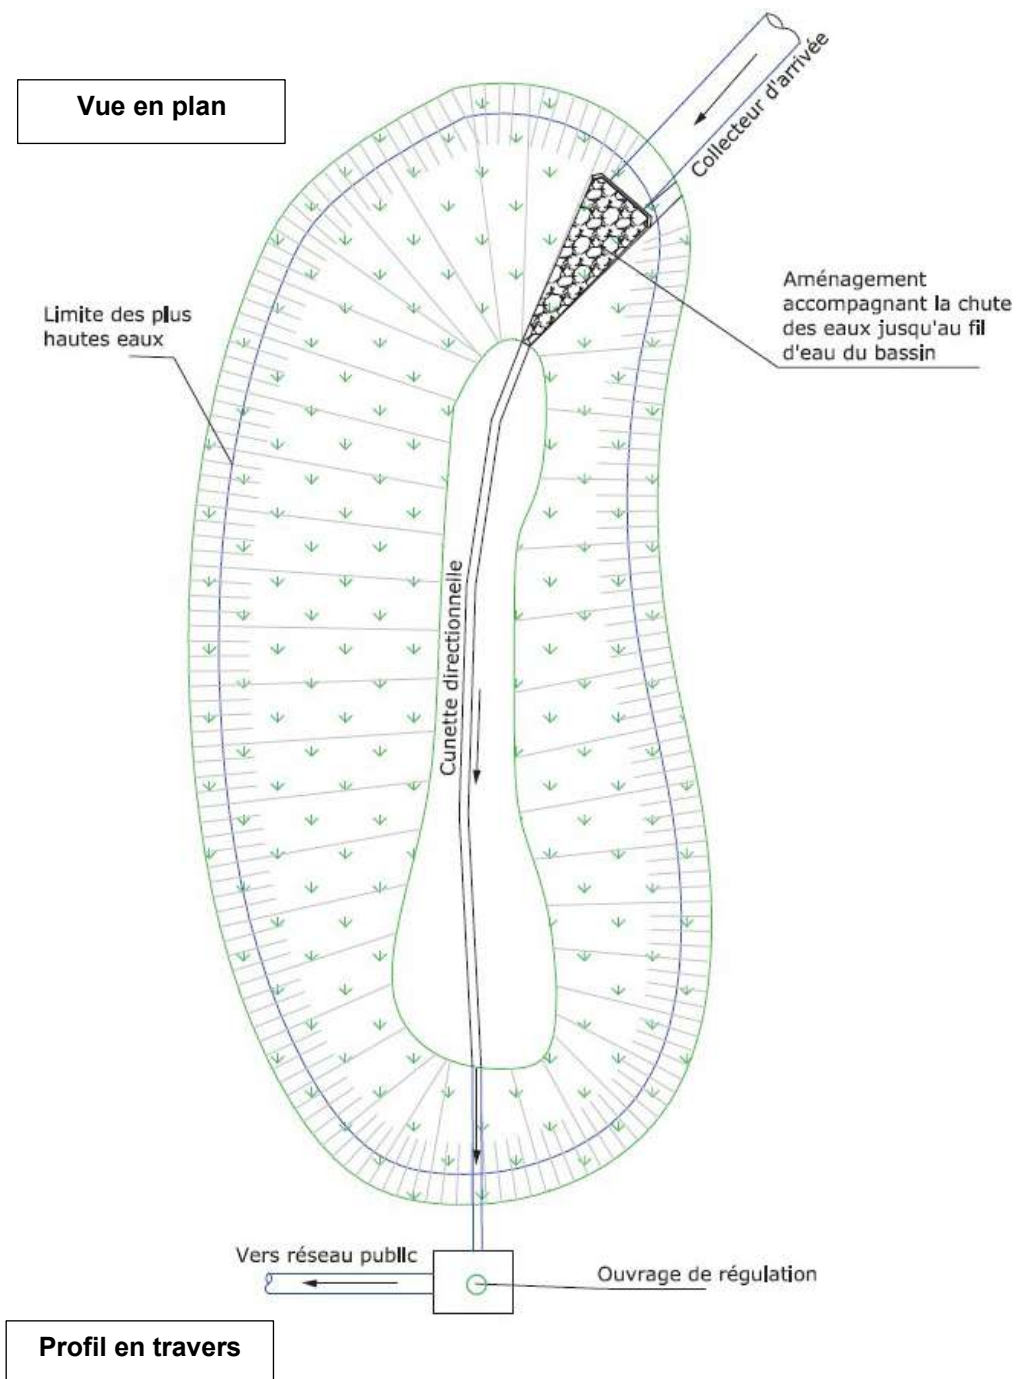 Vue en plan
Collecteur d'arrivée
Aménagement
accompagnant la chute
des eaux jusqu'au fil
d'eau du bassin
Limite des plus
hautes eaux
Cunette directionnelle
Vers réseau public
Ouvrage de régulation
Profil en travers